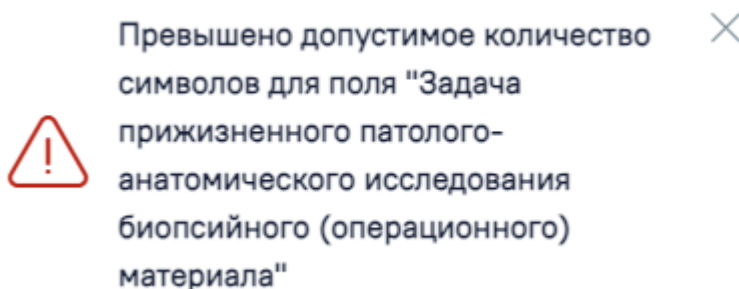 Превышено допустимое количество
символов для поля "Задача
прижизненного патолого-
анатомического исследования
биопсийного (операционного)
материала"